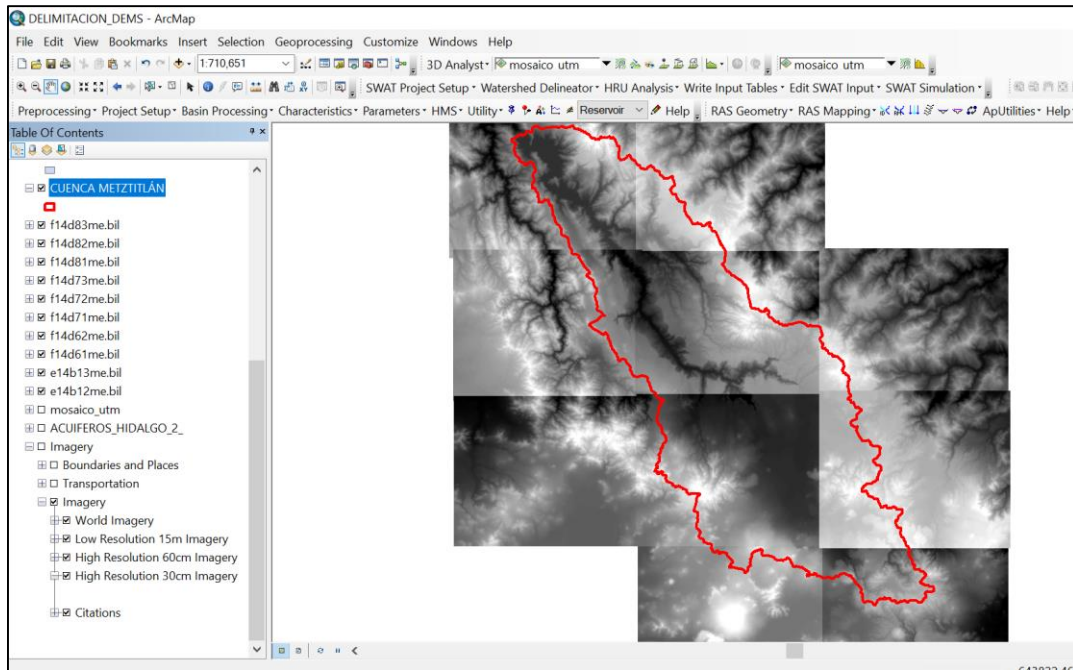 DELIMITACION_DEMS - ArcMap
File Edit View Bookmarks Insert Selection Geoprocessing Customize Windows Help
1:710,651 3D Analyst mosaico utm mosaico utm
SWAT Project Setup Watershed Delineator HRU Analysis Write Input Tables Edit SWAT Input SWAT Simulation
Preprocessing Project Setup Basin Processing Characteristics Parameters HMS Utility Reservoir Help RAS Geometry RAS Mapping ApUtilities Help
Table Of Contents
CUENCA METZTITLÁN
f14d83me.bil
f14d82me.bil
f14d81me.bil
f14d73me.bil
f14d72me.bil
f14d71me.bil
f14d62me.bil
f14d61me.bil
e14b13me.bil
e14b12me.bil
mosaico_utm
ACUIFEROS_HIDALGO_2_
Imagery
Boundaries and Places
Transportation
Imagery
World Imagery
Low Resolution 15m Imagery
High Resolution 60cm Imagery
High Resolution 30cm Imagery
Citations